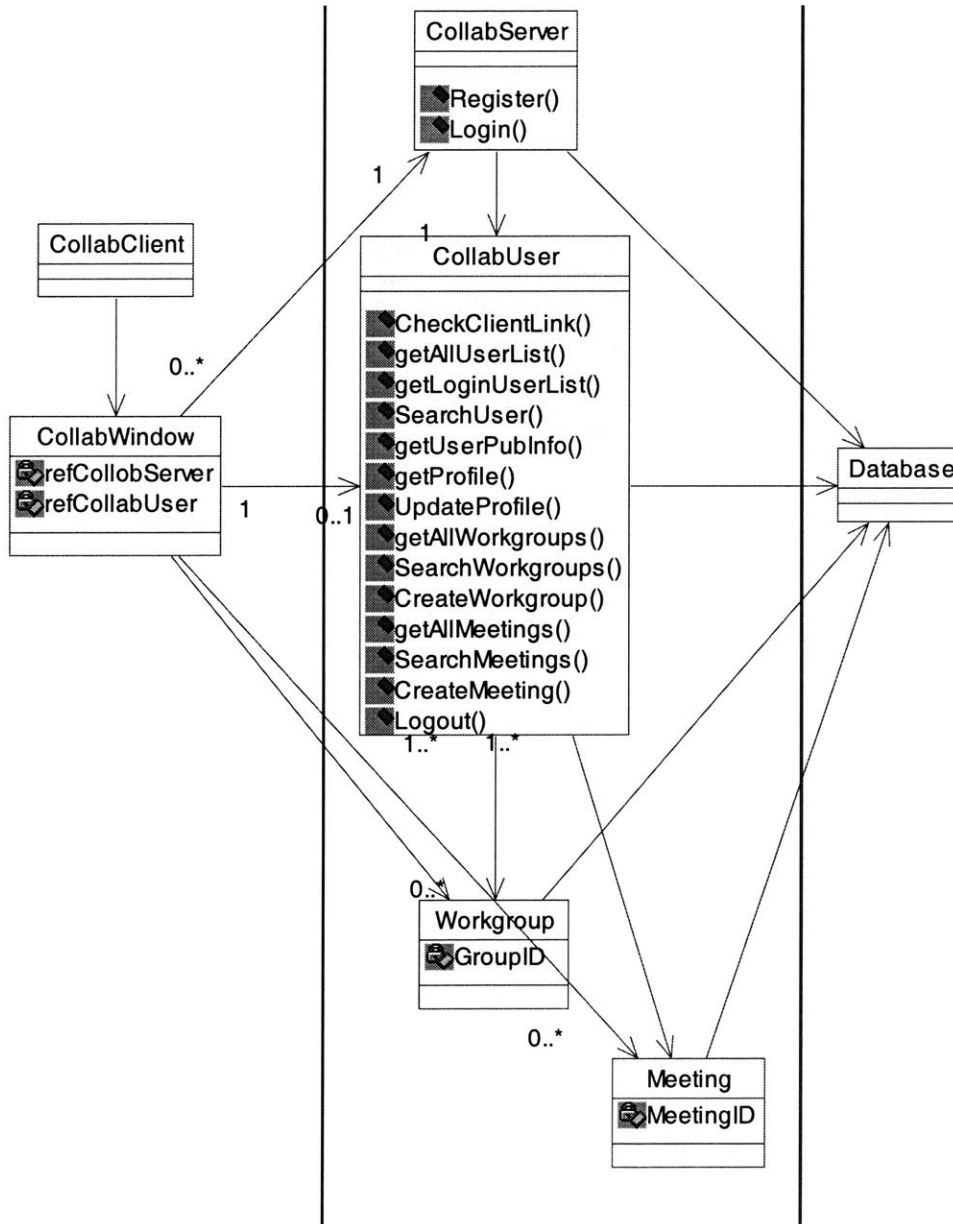 CollabServer
Register()
Login()
1
CollabClient
1
CollabUser
0..*
CollabWindow
refCollobServer
refCollabUser
1
0..1
CheckClientLink()
getAllUserList()
getLoginUserList()
SearchUser()
getUserPubInfo()
getProfile()
UpdateProfile()
getAllWorkgroups()
SearchWorkgroups()
CreateWorkgroup()
getAllMeetings()
SearchMeetings()
CreateMeeting()
Logout()
Database
1..*
1..*
0..*
Workgroup
GroupID
0..*
Meeting
MeetingID